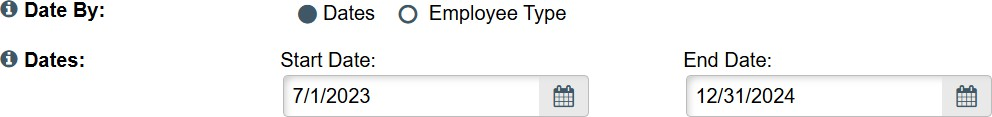 Date By: Dates Employee Type
Dates: Start Date: End Date:
7/1/2023 12/31/2024